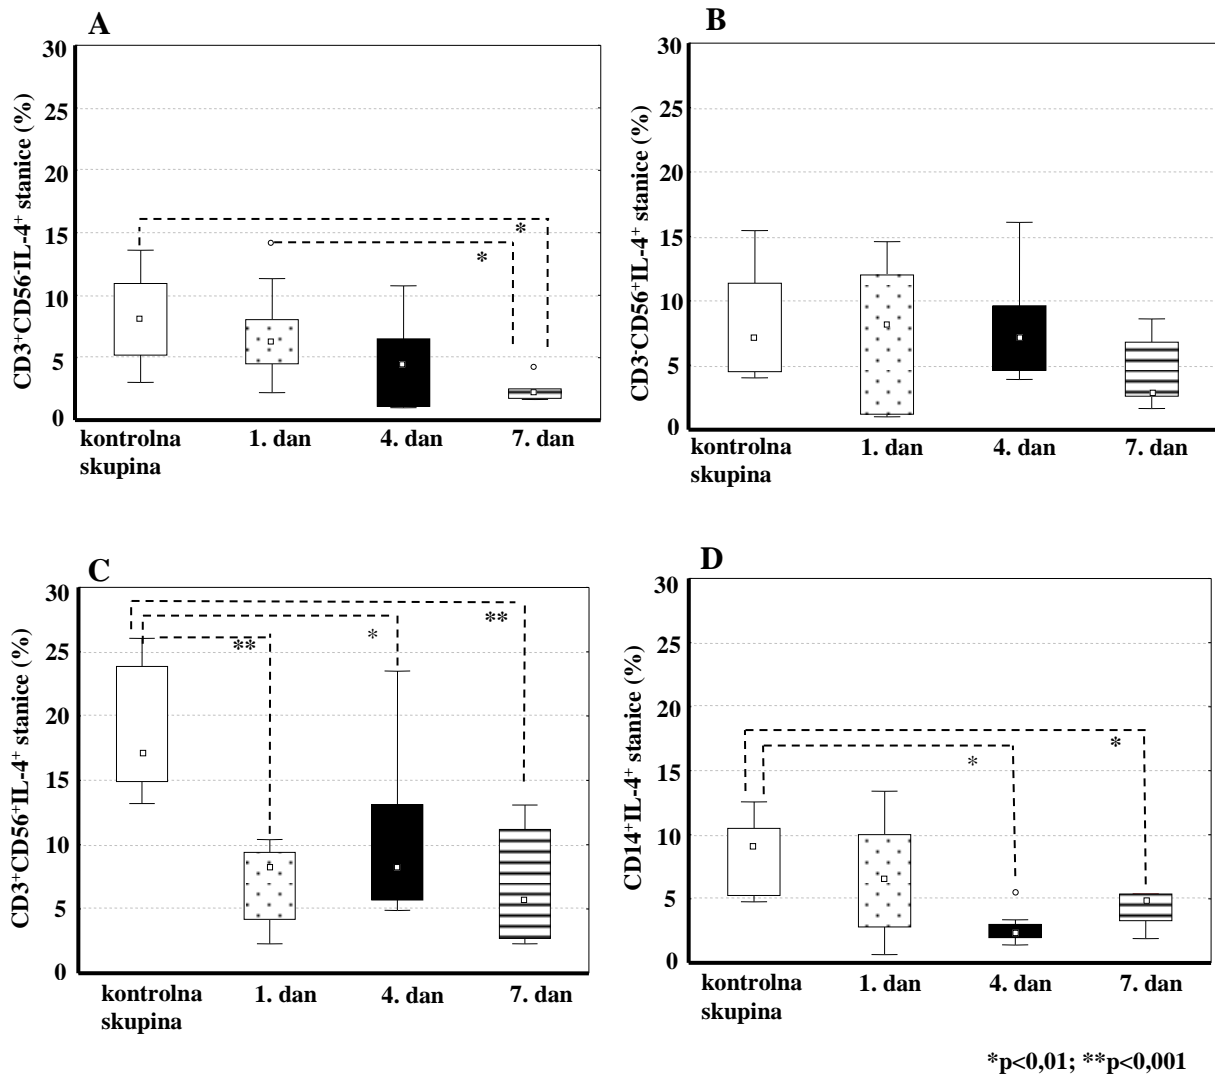 A
CD3⁺CD56⁻IL-4⁺ stanice (%)
30
25
20
15
10
5
0
*
*
kontrolna
skupina
1. dan
4. dan
7. dan
B
CD3⁻CD56⁺IL-4⁺ stanice (%)
30
25
20
15
10
5
0
kontrolna
skupina
1. dan
4. dan
7. dan
C
CD3⁺CD56⁺IL-4⁺ stanice (%)
30
25
20
15
10
5
0
**
*
**
kontrolna
skupina
1. dan
4. dan
7. dan
D
CD14⁺IL-4⁺ stanice (%)
30
25
20
15
10
5
0
*
*
kontrolna
skupina
1. dan
4. dan
7. dan
*p<0,01; **p<0,001